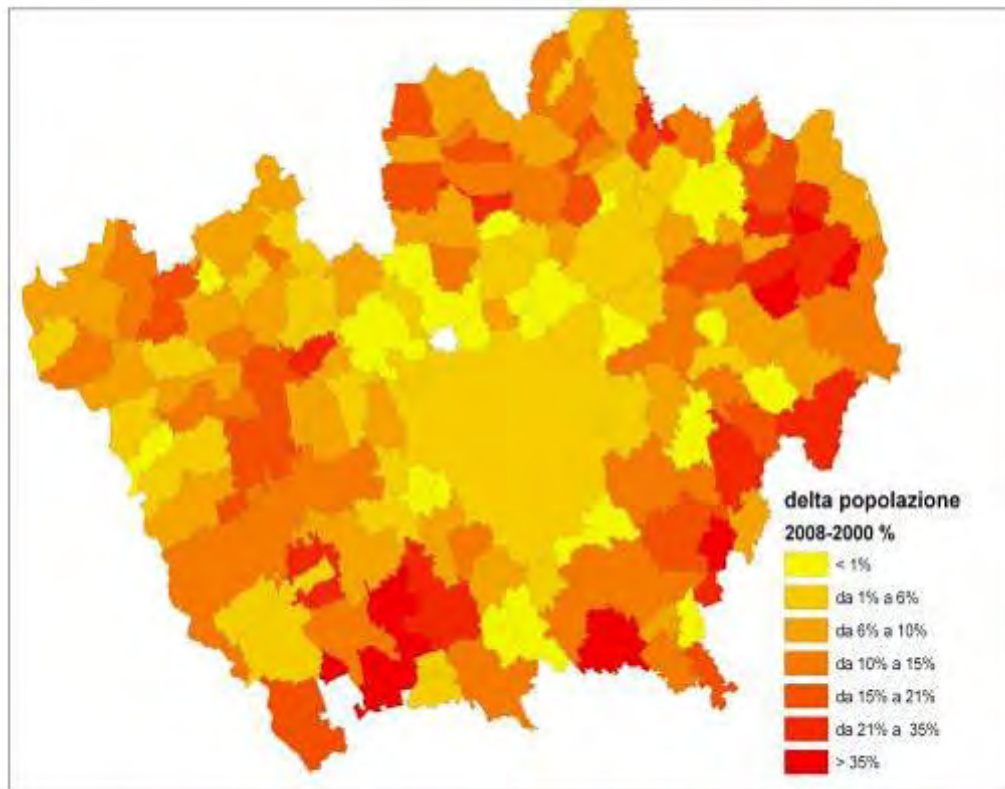 delta popolazione
2008-2000 %
< 1%
da 1% a 6%
da 6% a 10%
da 10% a 15%
da 15% a 21%
da 21% a 35%
> 35%